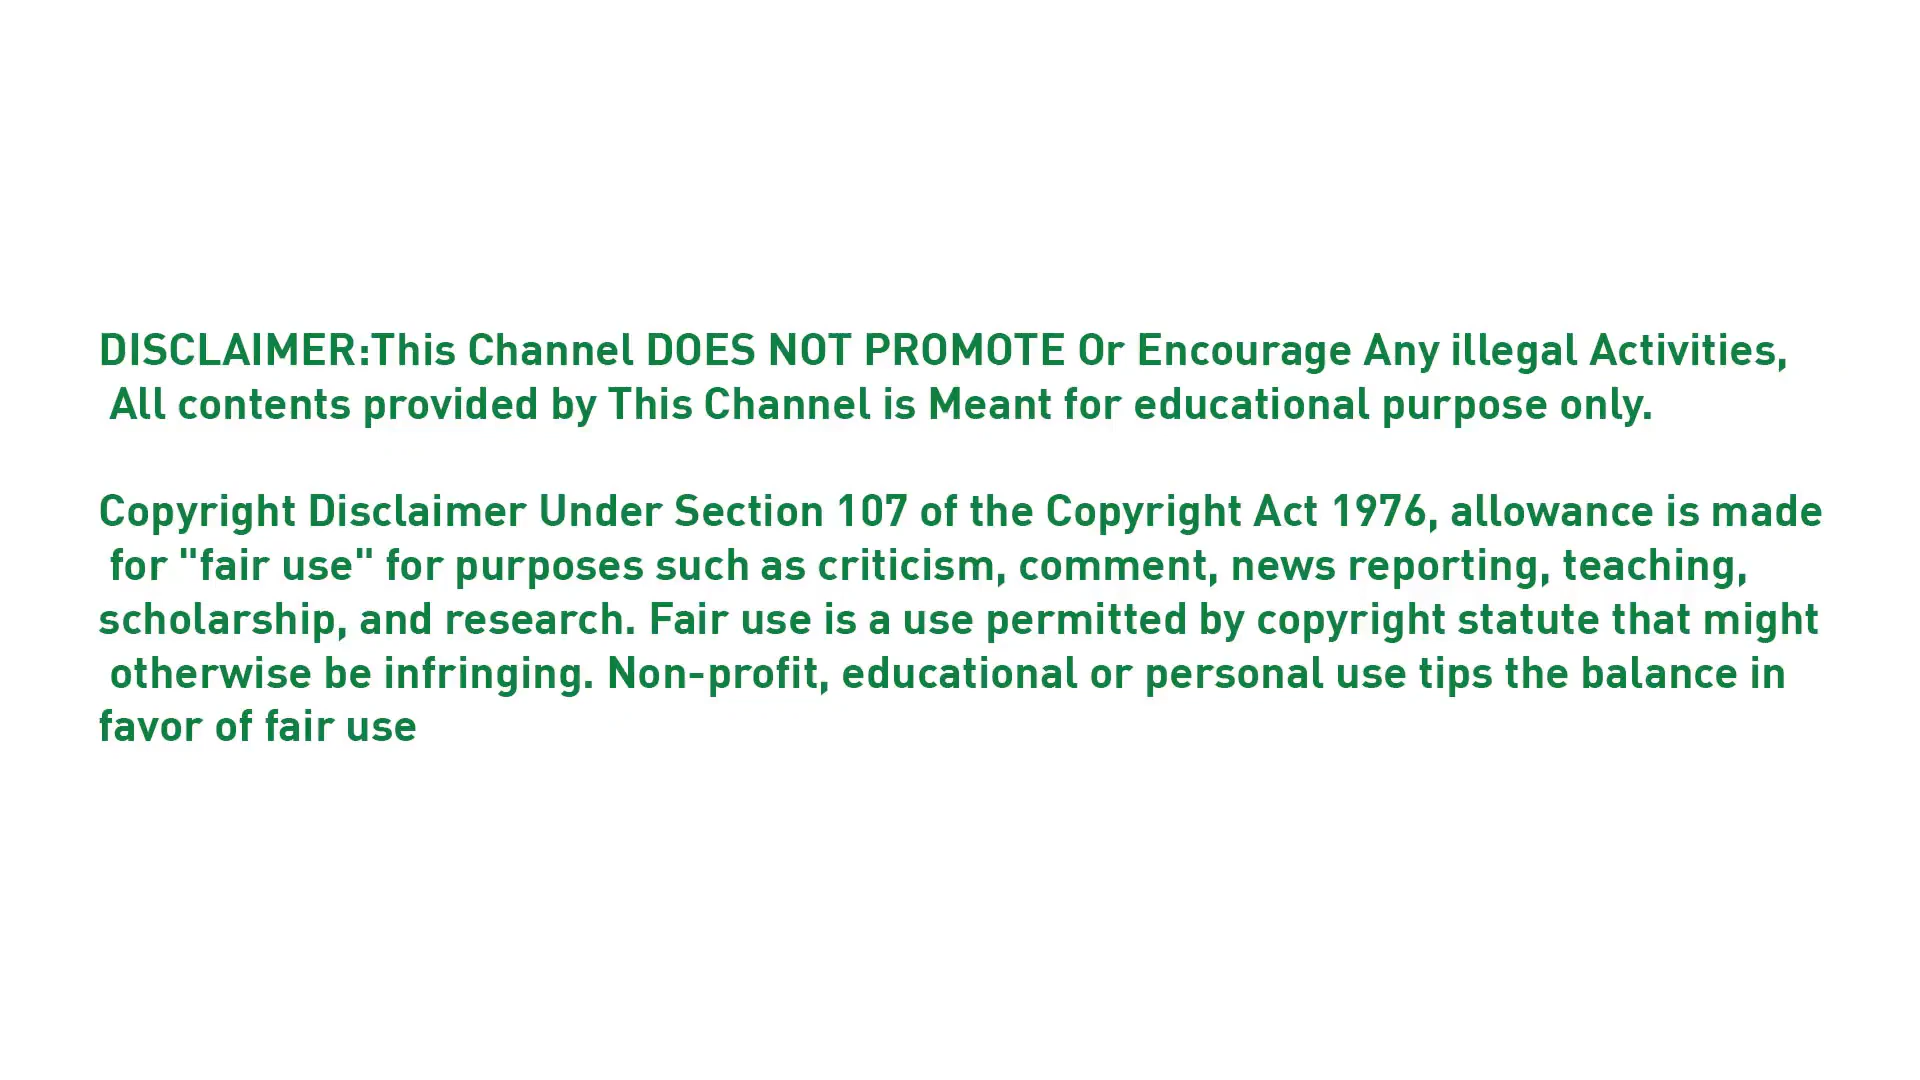 DISCLAIMER:This Channel DOES NOT PROMOTE Or Encourage Any illegal Activities,
All contents provided by This Channel is Meant for educational purpose only.
Copyright Disclaimer Under Section 107 of the Copyright Act 1976, allowance is made
for "fair use" for purposes such as criticism, comment, news reporting, teaching,
scholarship, and research. Fair use is a use permitted by copyright statute that might
otherwise be infringing. Non-profit, educational or personal use tips the balance in
favor of fair use